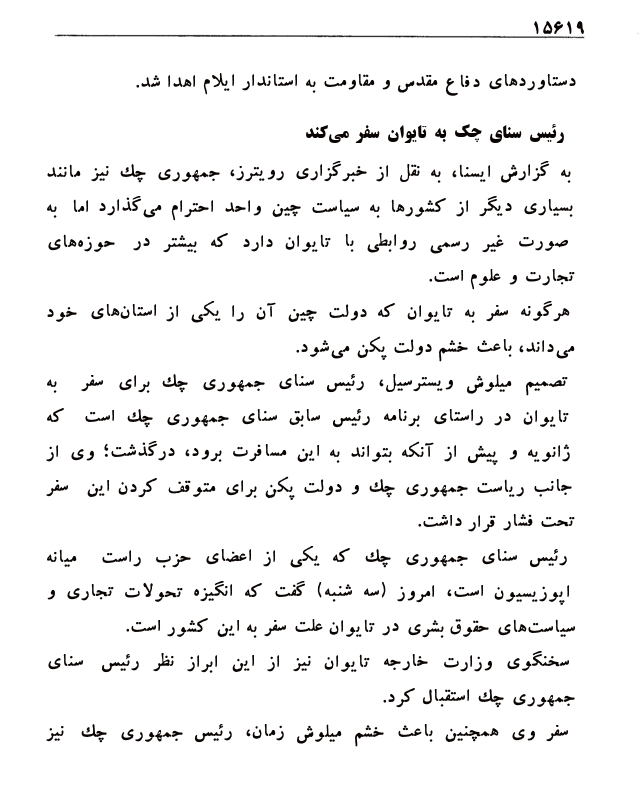 ۱۵۶۱۹
دستاوردهای دفاع مقدس و مقاومت به استاندار ایلام اهدا شد.
رئیس سنای چک به تایوان سفر می‌کند
به گزارش ایسنا، به نقل از خبرگزاری رویترز، جمهوری چك نیز مانند
بسیاری دیگر از کشورها به سیاست چین واحد احترام می‌گذارد اما به
صورت غیر رسمی روابطی با تایوان دارد که بیشتر در حوزه‌های
تجارت و علوم است.
هرگونه سفر به تایوان که دولت چین آن را یکی از استان‌های خود
می‌داند، باعث خشم دولت پکن می‌شود.
تصمیم میلوش ویسترسیل، رئیس سنای جمهوری چك برای سفر به
تایوان در راستای برنامه رئیس سابق سنای جمهوری چك است که
ژانویه و پیش از آنکه بتواند به این مسافرت برود، درگذشت؛ وی از
جانب ریاست جمهوری چك و دولت پکن برای متوقف کردن این سفر
تحت فشار قرار داشت.
رئیس سنای جمهوری چك که یکی از اعضای حزب راست میانه
اپوزیسیون است، امروز (سه شنبه) گفت که انگیزه تحولات تجاری و
سیاست‌های حقوق بشری در تایوان علت سفر به این کشور است.
سخنگوی وزارت خارجه تایوان نیز از این ابراز نظر رئیس سنای
جمهوری چك استقبال کرد.
سفر وی همچنین باعث خشم میلوش زمان، رئیس جمهوری چك نیز